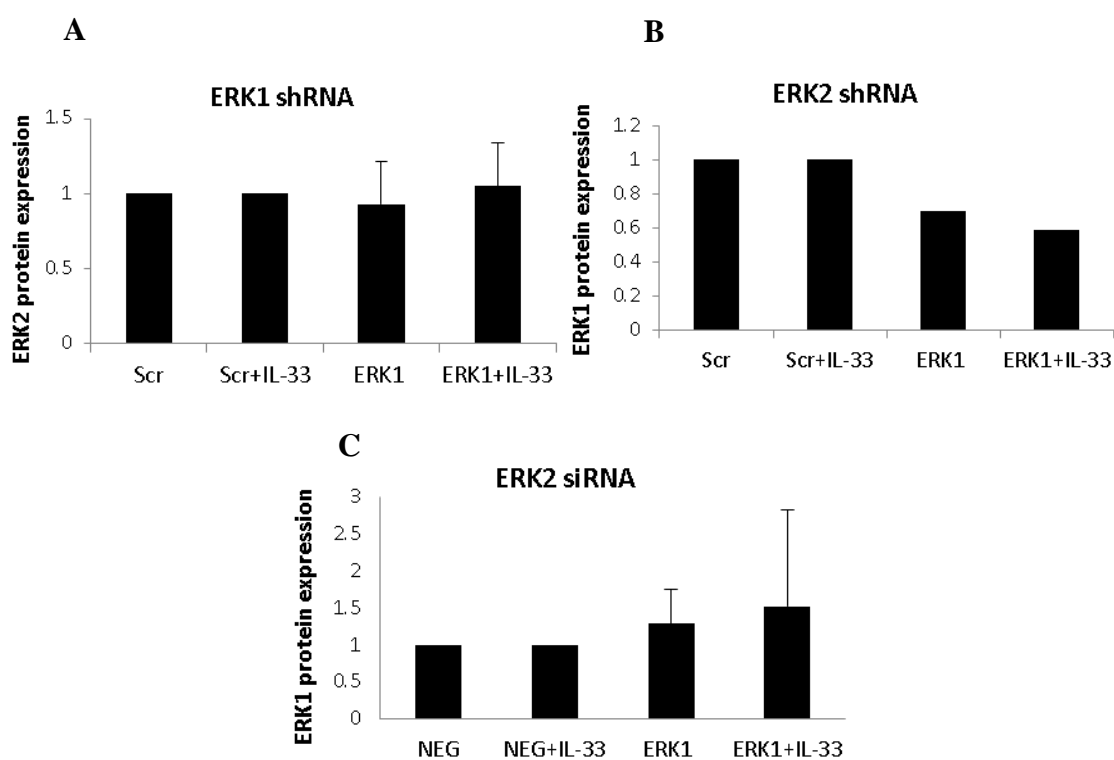 A
ERK1 shRNA
ERK2 protein expression
1.5
1
0.5
0
Scr Scr+IL-33 ERK1 ERK1+IL-33
B
ERK2 shRNA
ERK1 protein expression
1.2
1
0.8
0.6
0.4
0.2
0
Scr Scr+IL-33 ERK1 ERK1+IL-33
C
ERK2 siRNA
ERK1 protein expression
3
2.5
2
1.5
1
0.5
0
NEG NEG+IL-33 ERK1 ERK1+IL-33